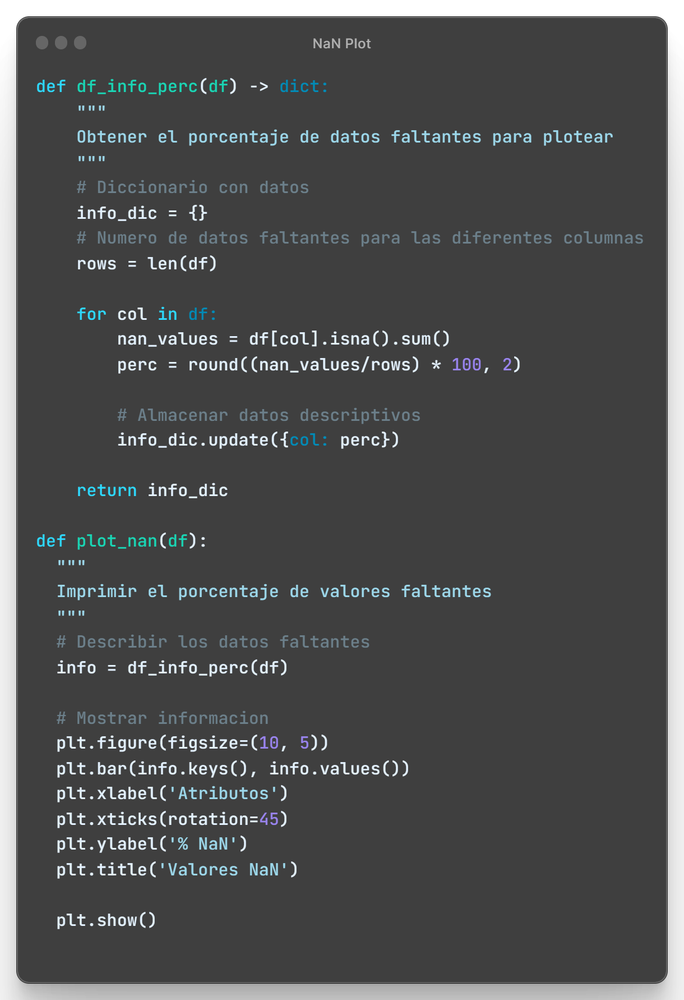 NaN Plot
def df_info_perc(df) -> dict:
    """
    Obtener el porcentaje de datos faltantes para plotear
    """
    # Diccionario con datos
    info_dic = {}
    # Numero de datos faltantes para las diferentes columnas
    rows = len(df)

    for col in df:
        nan_values = df[col].isna().sum()
        perc = round((nan_values/rows) * 100, 2)

        # Almacenar datos descriptivos
        info_dic.update({col: perc})

    return info_dic

def plot_nan(df):
  """
  Imprimir el porcentaje de valores faltantes
  """
  # Describir los datos faltantes
  info = df_info_perc(df)

  # Mostrar informacion
  plt.figure(figsize=(10, 5))
  plt.bar(info.keys(), info.values())
  plt.xlabel('Atributos')
  plt.xticks(rotation=45)
  plt.ylabel('% NaN')
  plt.title('Valores NaN')

  plt.show()